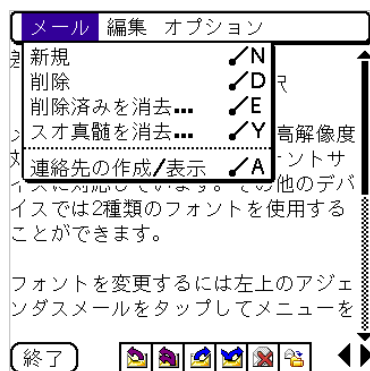 メール 編集 オプション
新規 N
削除 D
削除済みを消去... E
スオ真髄を消去... Y
連絡先の作成/表示 A
差
択
高解像度
対 ントサ
イズに対応しています。その他のデバ
イスでは2種類のフォントを使用する
ことができます。
フォントを変更するには左上のアジェ
ンダスメールをタップしてメニューを
終了